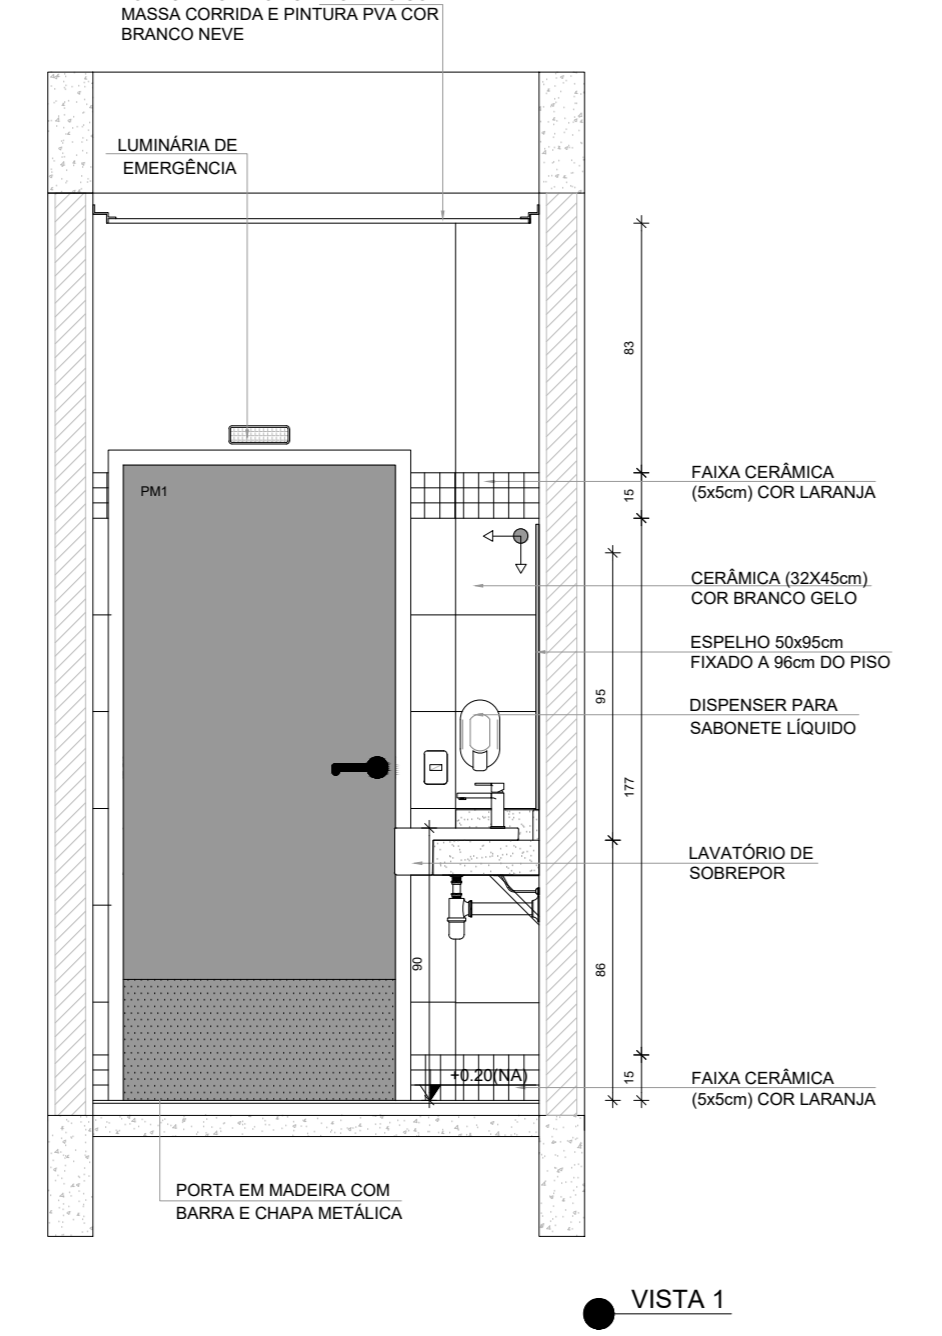 MASSA CORRIDA E PINTURA PVA COR
BRANCO NEVE
LUMINÁRIA DE
EMERGÊNCIA
83
PM1
15
FAIXA CERÂMICA
(5x5cm) COR LARANJA
CERÂMICA (32X45cm)
COR BRANCO GELO
ESPELHO 50x95cm
FIXADO A 96cm DO PISO
95
DISPENSER PARA
SABONETE LÍQUIDO
177
LAVATÓRIO DE
SOBREPOR
90
86
+0.20(NA)
15
FAIXA CERÂMICA
(5x5cm) COR LARANJA
PORTA EM MADEIRA COM
BARRA E CHAPA METÁLICA
VISTA 1